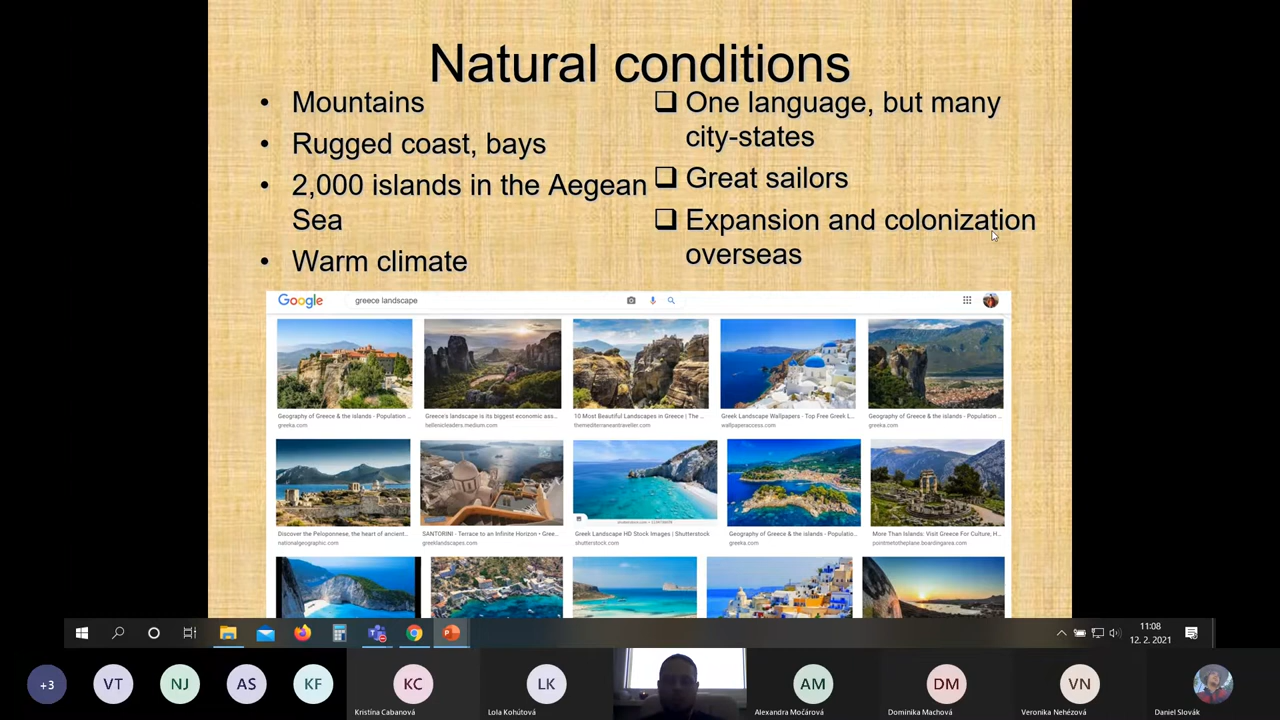 Natural conditions
• Mountains
• Rugged coast, bays
• 2,000 islands in the Aegean
Sea
• Warm climate
❑ One language, but many
city-states
❑ Great sailors
❑ Expansion and colonization
overseas
Google
greece landscape
Geography of Greece & the islands - Population ...
greeka.com
Greece's landscape is its biggest economic ass...
hellenicleaders.medium.com
10 Most Beautiful Landscapes in Greece | The ...
themediterraneantraveller.com
Greek Landscape Wallpapers - Top Free Greek L...
wallpaperaccess.com
Geography of Greece & the islands - Population ...
greeka.com
Discover the Peloponnese, the heart of ancient...
nationalgeographic.com
SANTORINI - Terrace to an Infinite Horizon • Gree...
greeklandscapes.com
Greek Landscape HD Stock Images | Shutterstock
shutterstock.com
Geography of Greece & the islands - Populatio...
greeka.com
More Than Islands: Visit Greece For Culture, H...
pointmetotheplane.boardingarea.com
11:08
12. 2. 2021
+3
VT
NJ
AS
KF
KC
Kristína Cabanová
LK
Lola Kohútová
AM
Alexandra Močárová
DM
Dominika Machová
VN
Veronika Nehézová
Daniel Slovák